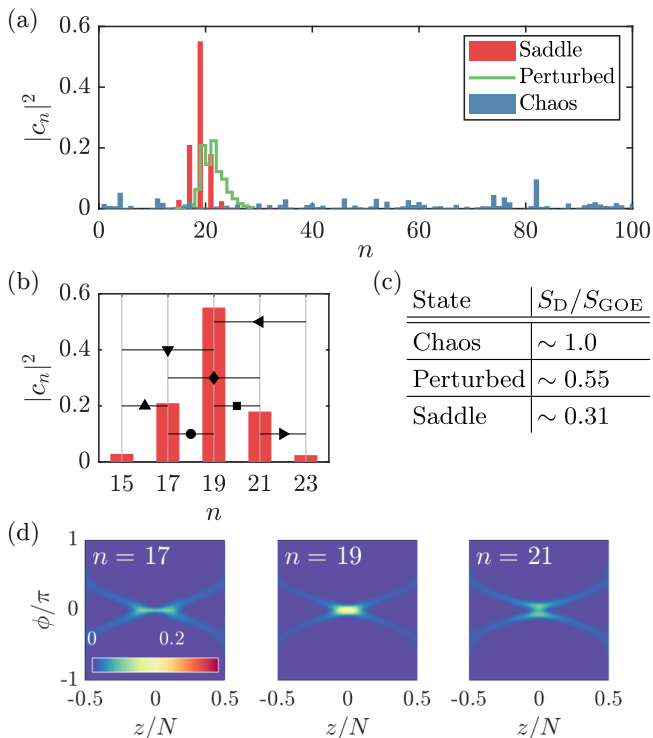 (a)
0.6
0.4
0.2
0
|c_n|^2
Saddle
Perturbed
Chaos
0 20 40 60 80 100
n
(b)
0.6
0.4
0.2
0
|c_n|^2
15 17 19 21 23
n
(c)
State S_D/S_GOE
Chaos ∼ 1.0
Perturbed ∼ 0.55
Saddle ∼ 0.31
(d)
1
0
-1
ϕ/π
n = 17 n = 19 n = 21
0 0.2
-0.5 0 0.5 -0.5 0 0.5 -0.5 0 0.5
z/N z/N z/N